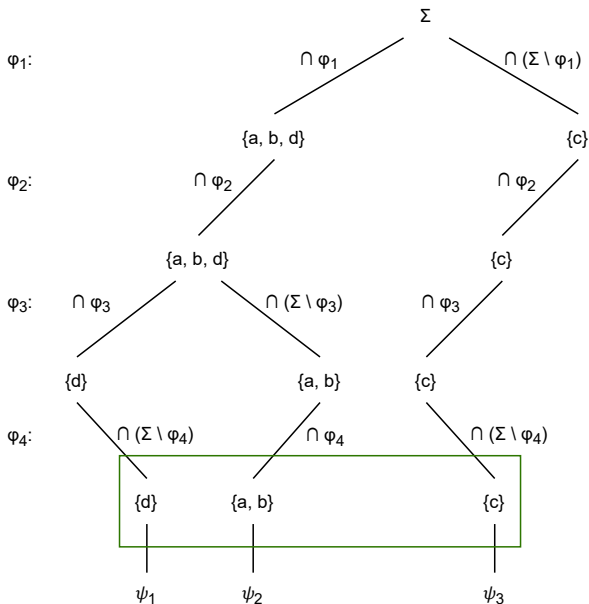 Σ
φ₁: ∩ φ₁ ∩ (Σ \ φ₁)
{a, b, d} {c}
φ₂: ∩ φ₂ ∩ φ₂
{a, b, d} {c}
φ₃: ∩ φ₃ ∩ (Σ \ φ₃) ∩ φ₃
{d} {a, b} {c}
φ₄: ∩ (Σ \ φ₄) ∩ φ₄ ∩ (Σ \ φ₄)
{d} {a, b} {c}
ψ₁ ψ₂ ψ₃